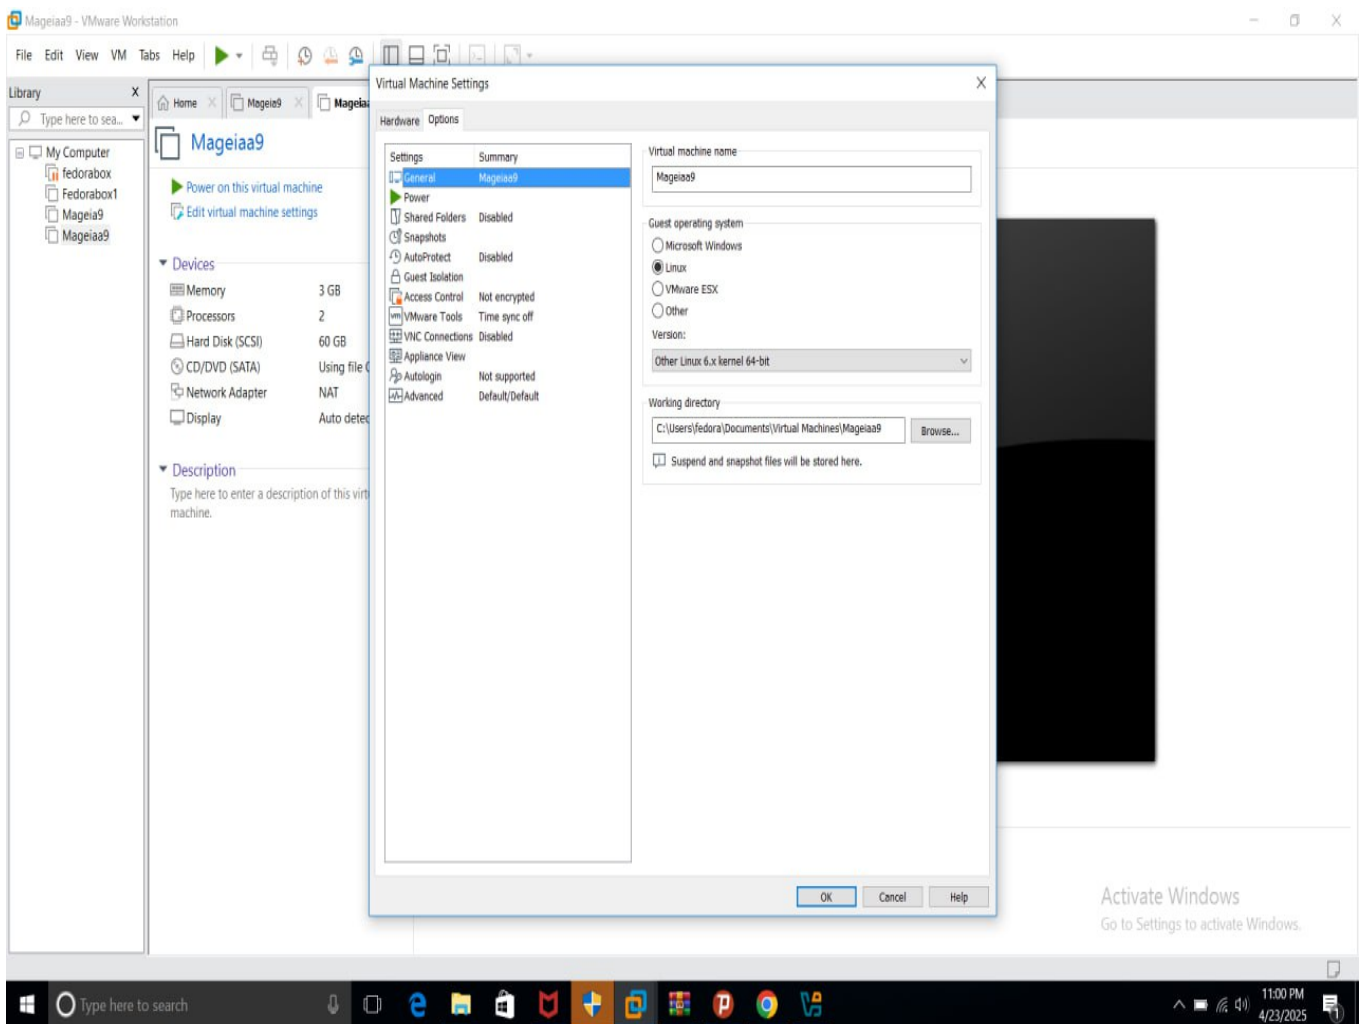 Mageiaa9 - VMware Workstation
File Edit View VM Tabs Help
Library X
Type here to sea...
My Computer
fedorabox
Fedorabox1
Mageia9
Mageiaa9
Home
Mageia9
Mageiaa
Mageiaa9
Power on this virtual machine
Edit virtual machine settings
Devices
Memory 3 GB
Processors 2
Hard Disk (SCSI) 60 GB
CD/DVD (SATA) Using file
Network Adapter NAT
Display Auto detec
Description
Type here to enter a description of this virt
machine.
Virtual Machine Settings
Hardware Options
Settings Summary
General Mageiaa9
Power
Shared Folders Disabled
Snapshots
AutoProtect Disabled
Guest Isolation
Access Control Not encrypted
VMware Tools Time sync off
VNC Connections Disabled
Appliance View
Autologin Not supported
Advanced Default/Default
Virtual machine name
Mageiaa9
Guest operating system
Microsoft Windows
Linux
VMware ESX
Other
Version:
Other Linux 6.x kernel 64-bit
Working directory
C:\Users\fedora\Documents\Virtual Machines\Mageiaa9
Browse...
Suspend and snapshot files will be stored here.
OK Cancel Help
Activate Windows
Go to Settings to activate Windows.
Type here to search
11:00 PM
4/23/2025